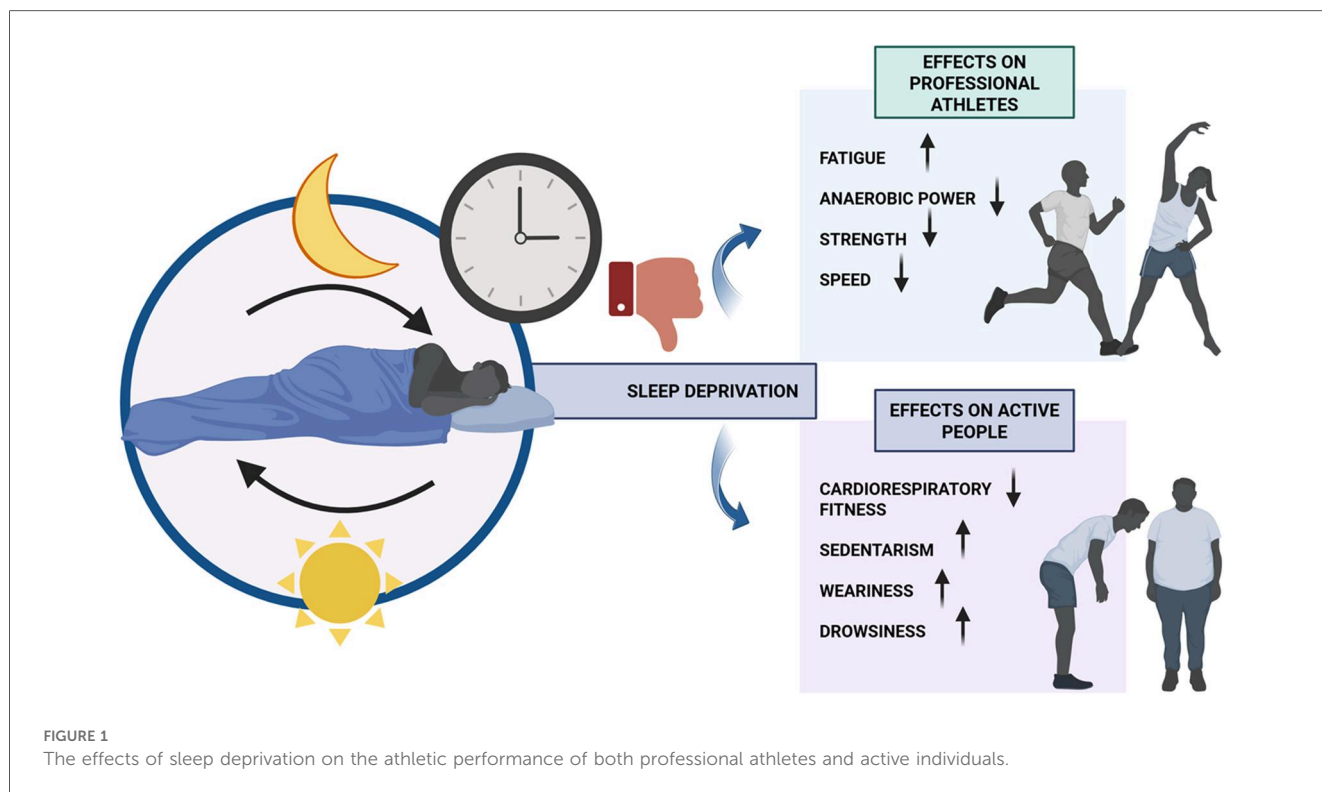 EFFECTS ON
PROFESSIONAL
ATHLETES
FATIGUE
ANAEROBIC POWER
STRENGTH
SPEED
SLEEP DEPRIVATION
EFFECTS ON ACTIVE
PEOPLE
CARDIORESPIRATORY
FITNESS
SEDENTARISM
WEARINESS
DROWSINESS
FIGURE 1
The effects of sleep deprivation on the athletic performance of both professional athletes and active individuals.